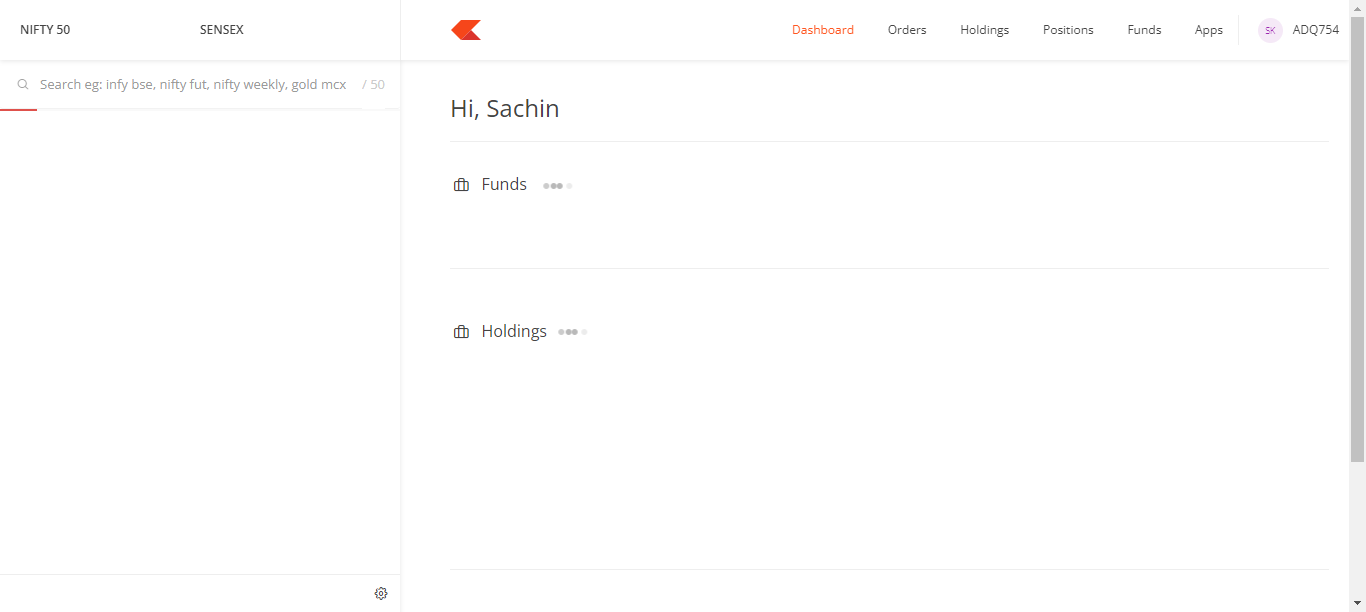 NIFTY 50 SENSEX
Dashboard Orders Holdings Positions Funds Apps SK ADQ754
Search eg: infy bse, nifty fut, nifty weekly, gold mcx / 50
Hi, Sachin
Funds
Holdings